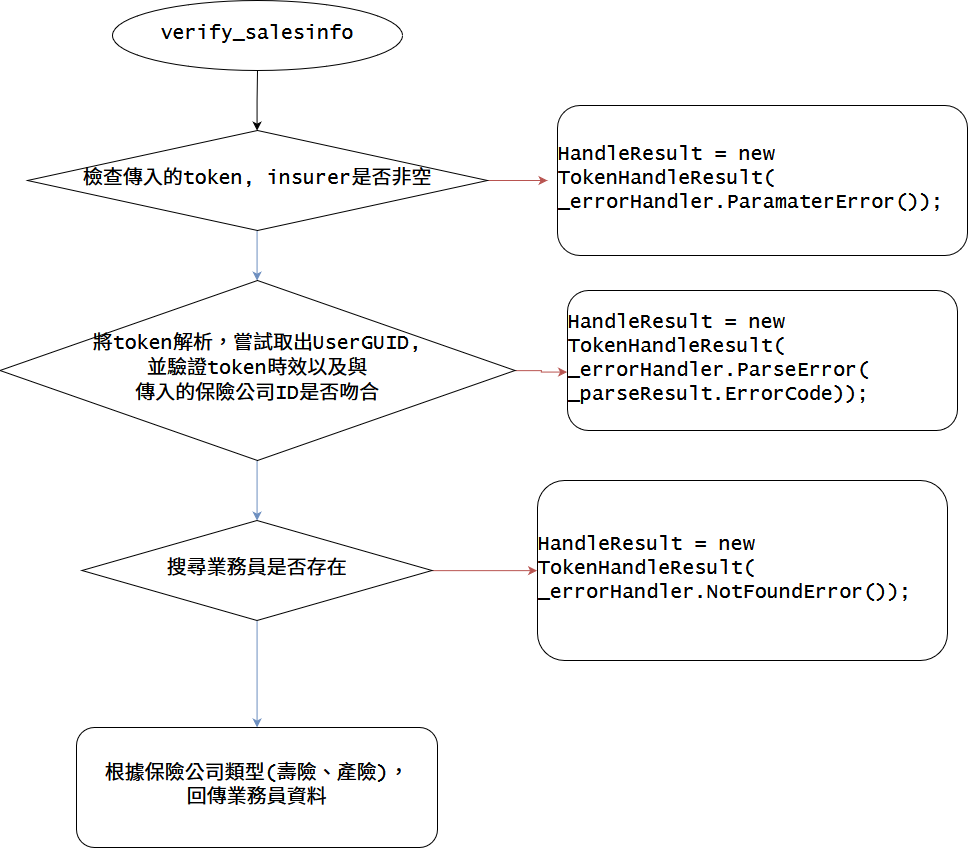 verify_salesinfo
檢查傳入的token, insurer是否非空
HandleResult = new
TokenHandleResult(
_errorHandler.ParamaterError());
將token解析，嘗試取出UserGUID,
並驗證token時效以及與
傳入的保險公司ID是否吻合
HandleResult = new
TokenHandleResult(
_errorHandler.ParseError(
_parseResult.ErrorCode));
搜尋業務員是否存在
HandleResult = new
TokenHandleResult(
_errorHandler.NotFoundError());
根據保險公司類型(壽險、產險)，
回傳業務員資料